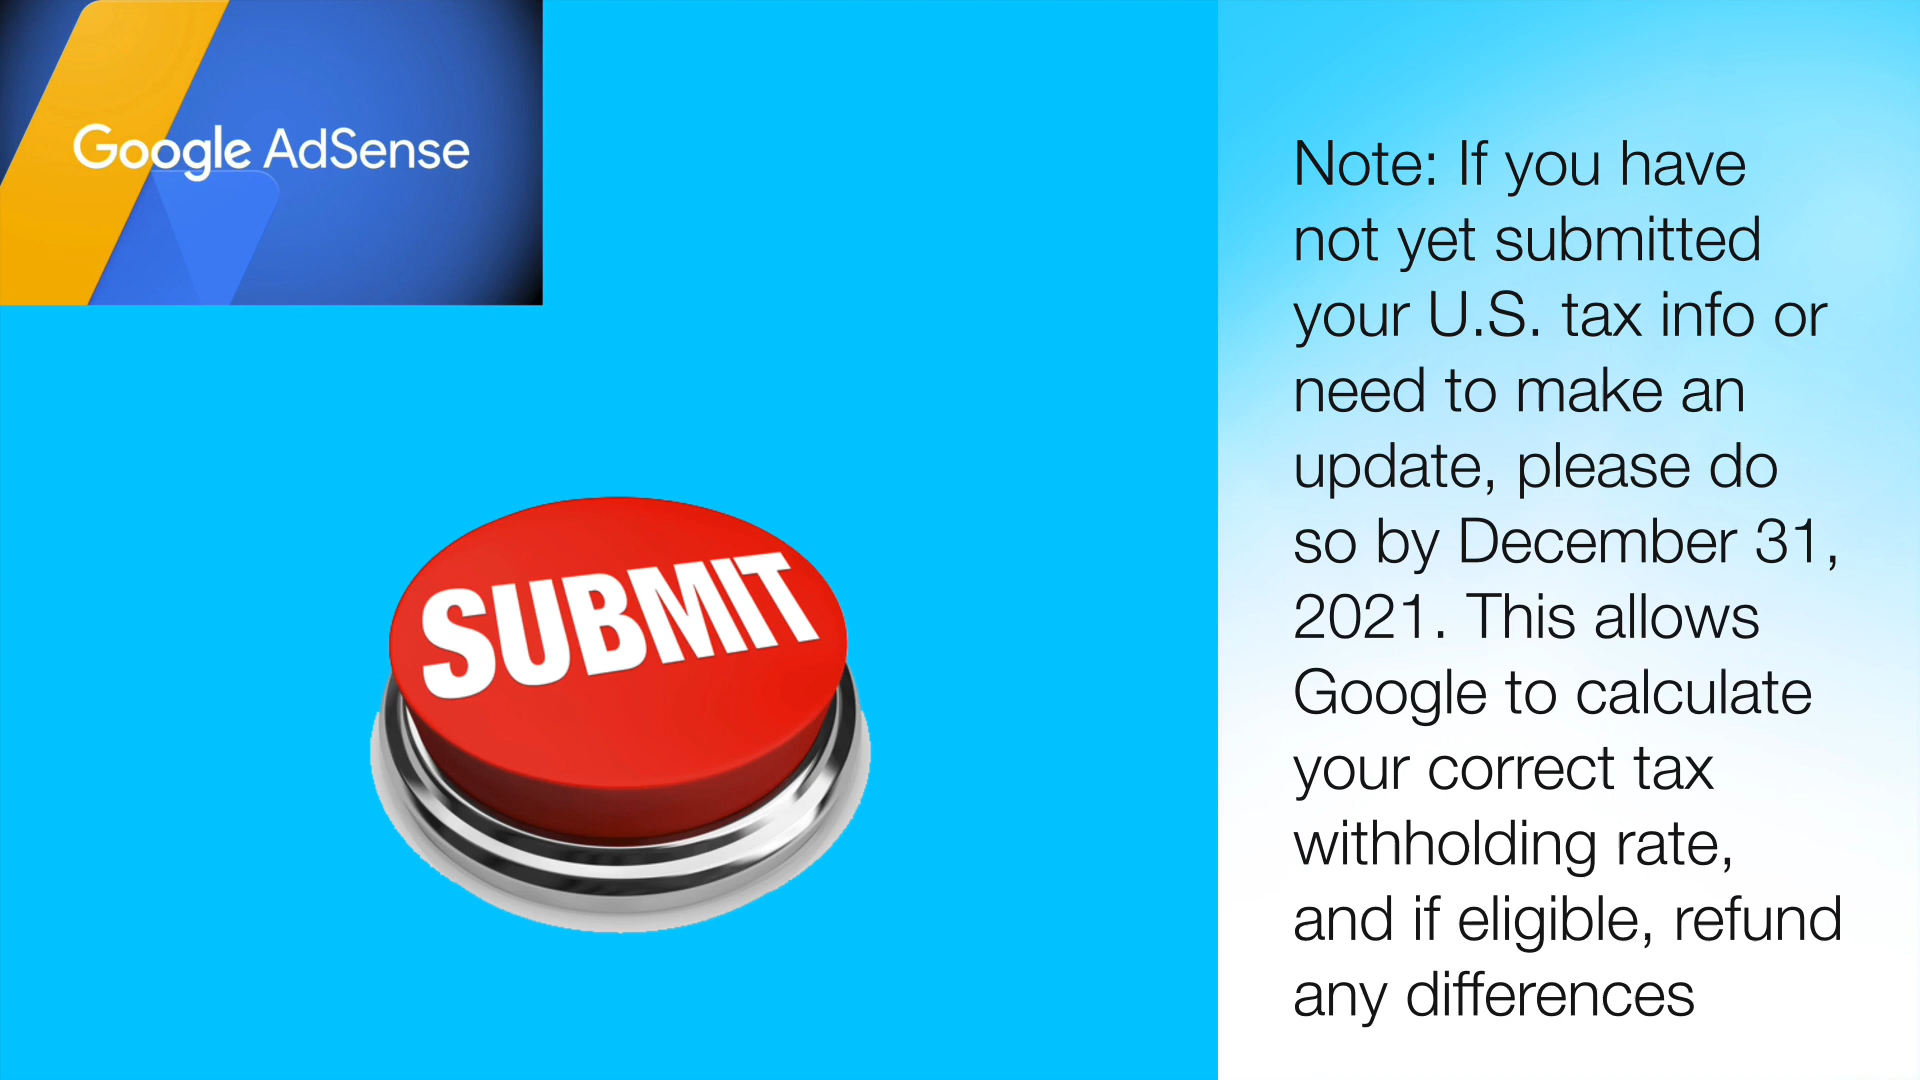 Google AdSense
SUBMIT
Note: If you have
not yet submitted
your U.S. tax info or
need to make an
update, please do
so by December 31,
2021. This allows
Google to calculate
your correct tax
withholding rate,
and if eligible, refund
any differences